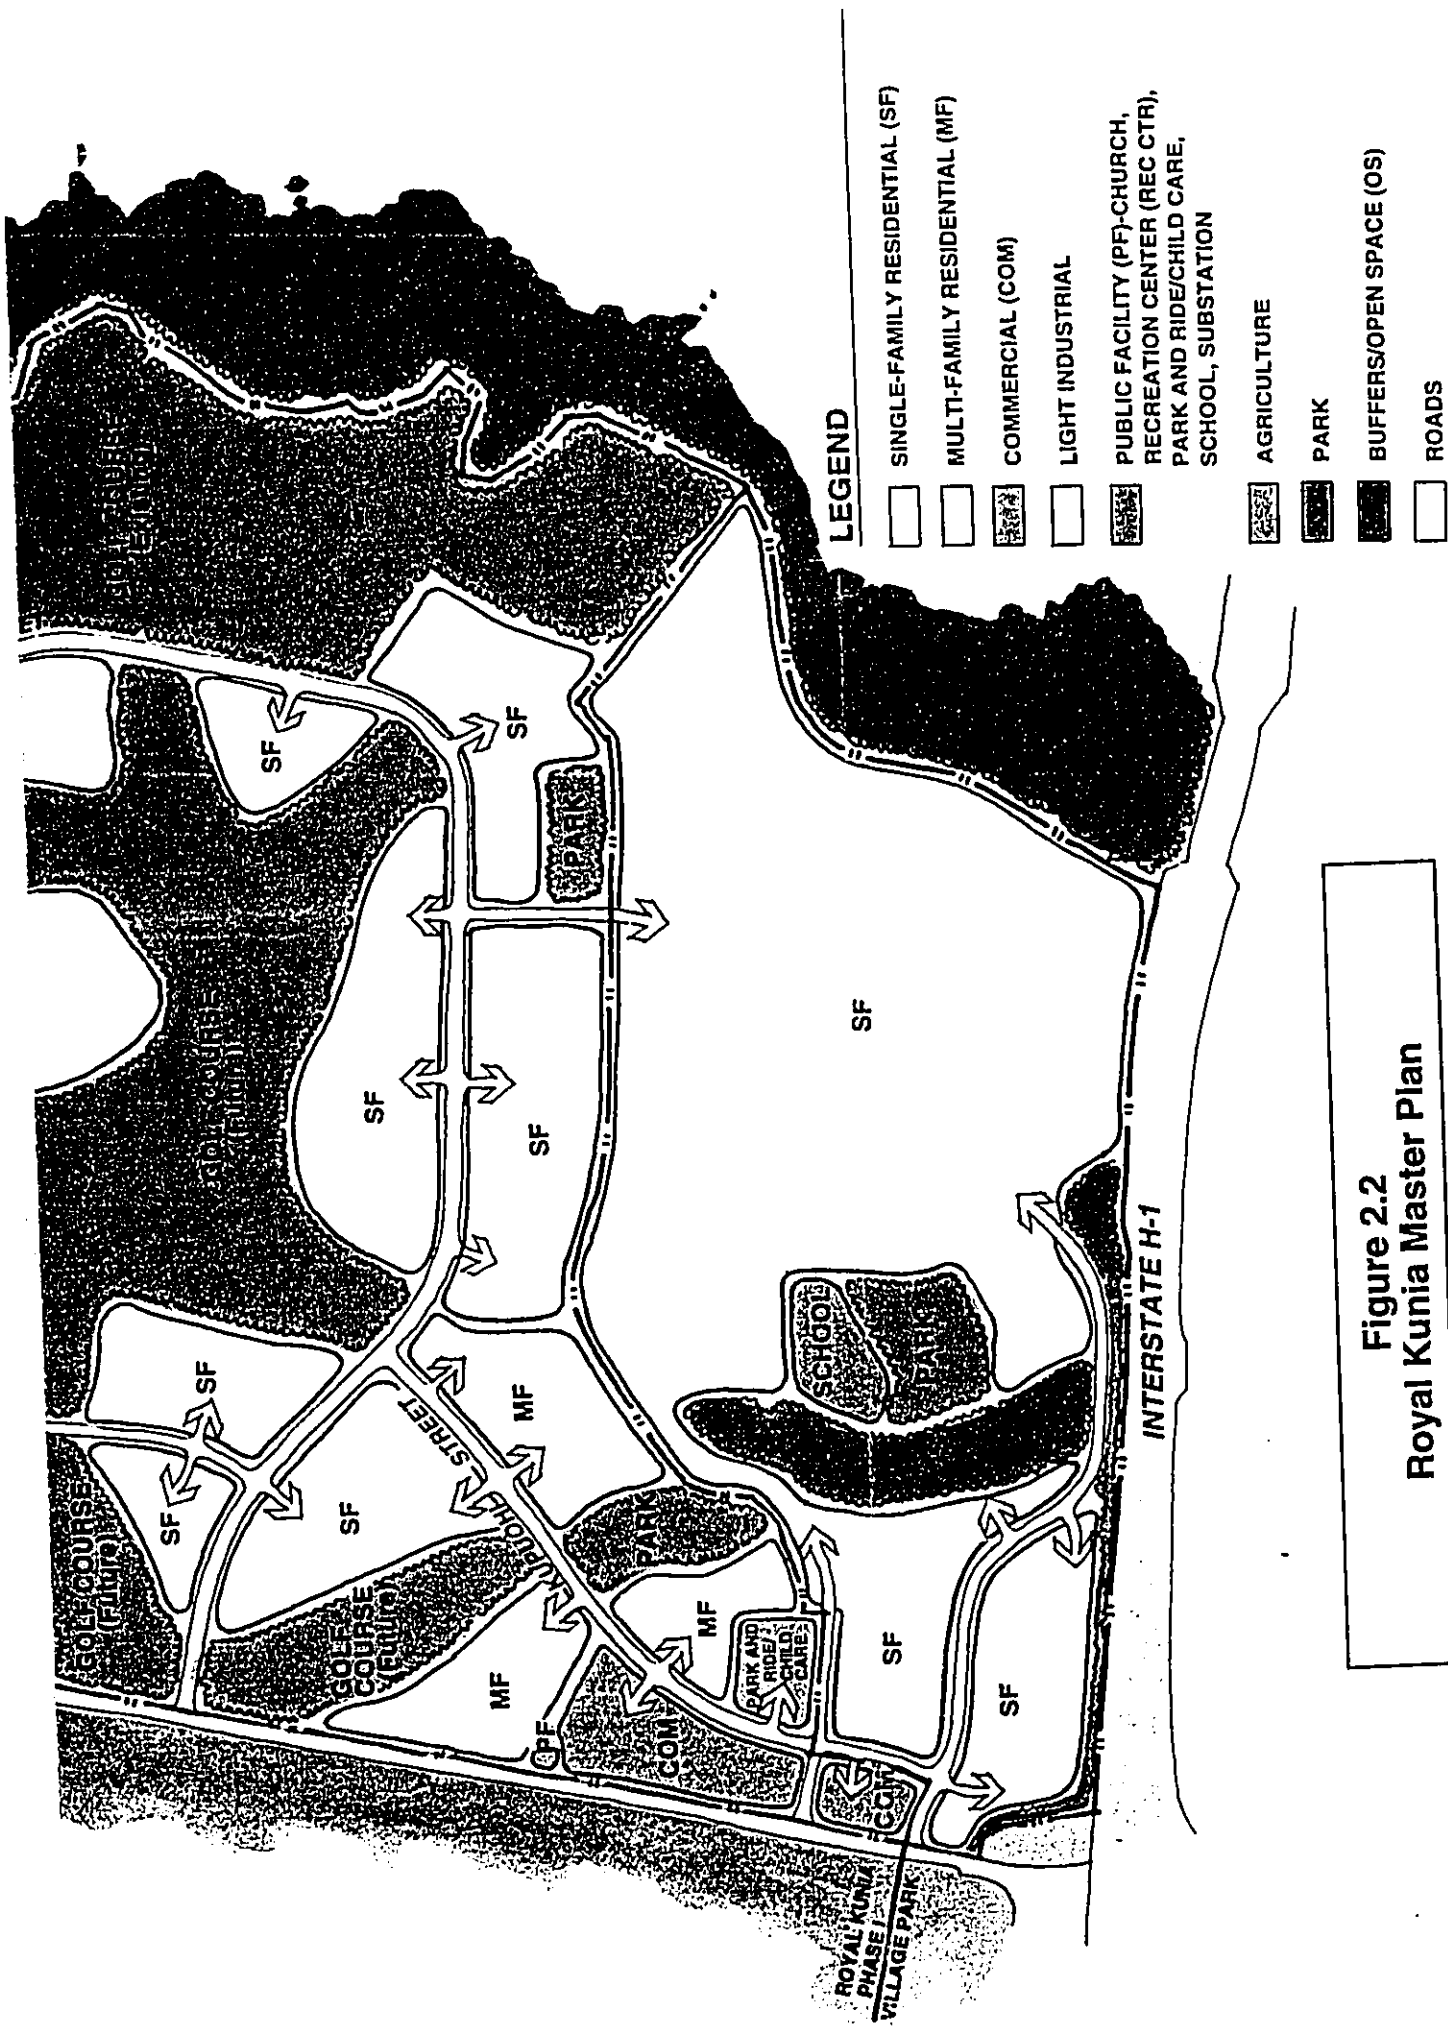 GOLF COURSE
(Future)
SF
SF
SF
SF
SF
SF
SF
PARK
GOLF COURSE
(Future)
GOLF
COURSE
(Future)
KUPUOHI STREET
MF
MF
MF
PARK
PF
COM
PARK AND
RIDE/
CHILD
CARE
COM
SF
SF
SF
SCHOOL
PARK
ROYAL KUNIA
PHASE I
VILLAGE PARK
INTERSTATE H-1
LEGEND
SINGLE-FAMILY RESIDENTIAL (SF)
MULTI-FAMILY RESIDENTIAL (MF)
COMMERCIAL (COM)
LIGHT INDUSTRIAL
PUBLIC FACILITY (PF)-CHURCH,
RECREATION CENTER (REC CTR),
PARK AND RIDE/CHILD CARE,
SCHOOL, SUBSTATION
AGRICULTURE
PARK
BUFFERS/OPEN SPACE (OS)
ROADS
Figure 2.2
Royal Kunia Master Plan